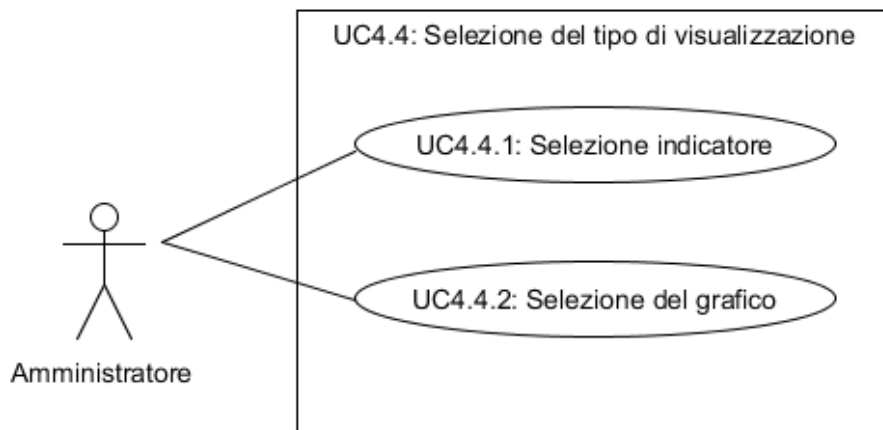 UC4.4: Selezione del tipo di visualizzazione
UC4.4.1: Selezione indicatore
UC4.4.2: Selezione del grafico
Amministratore